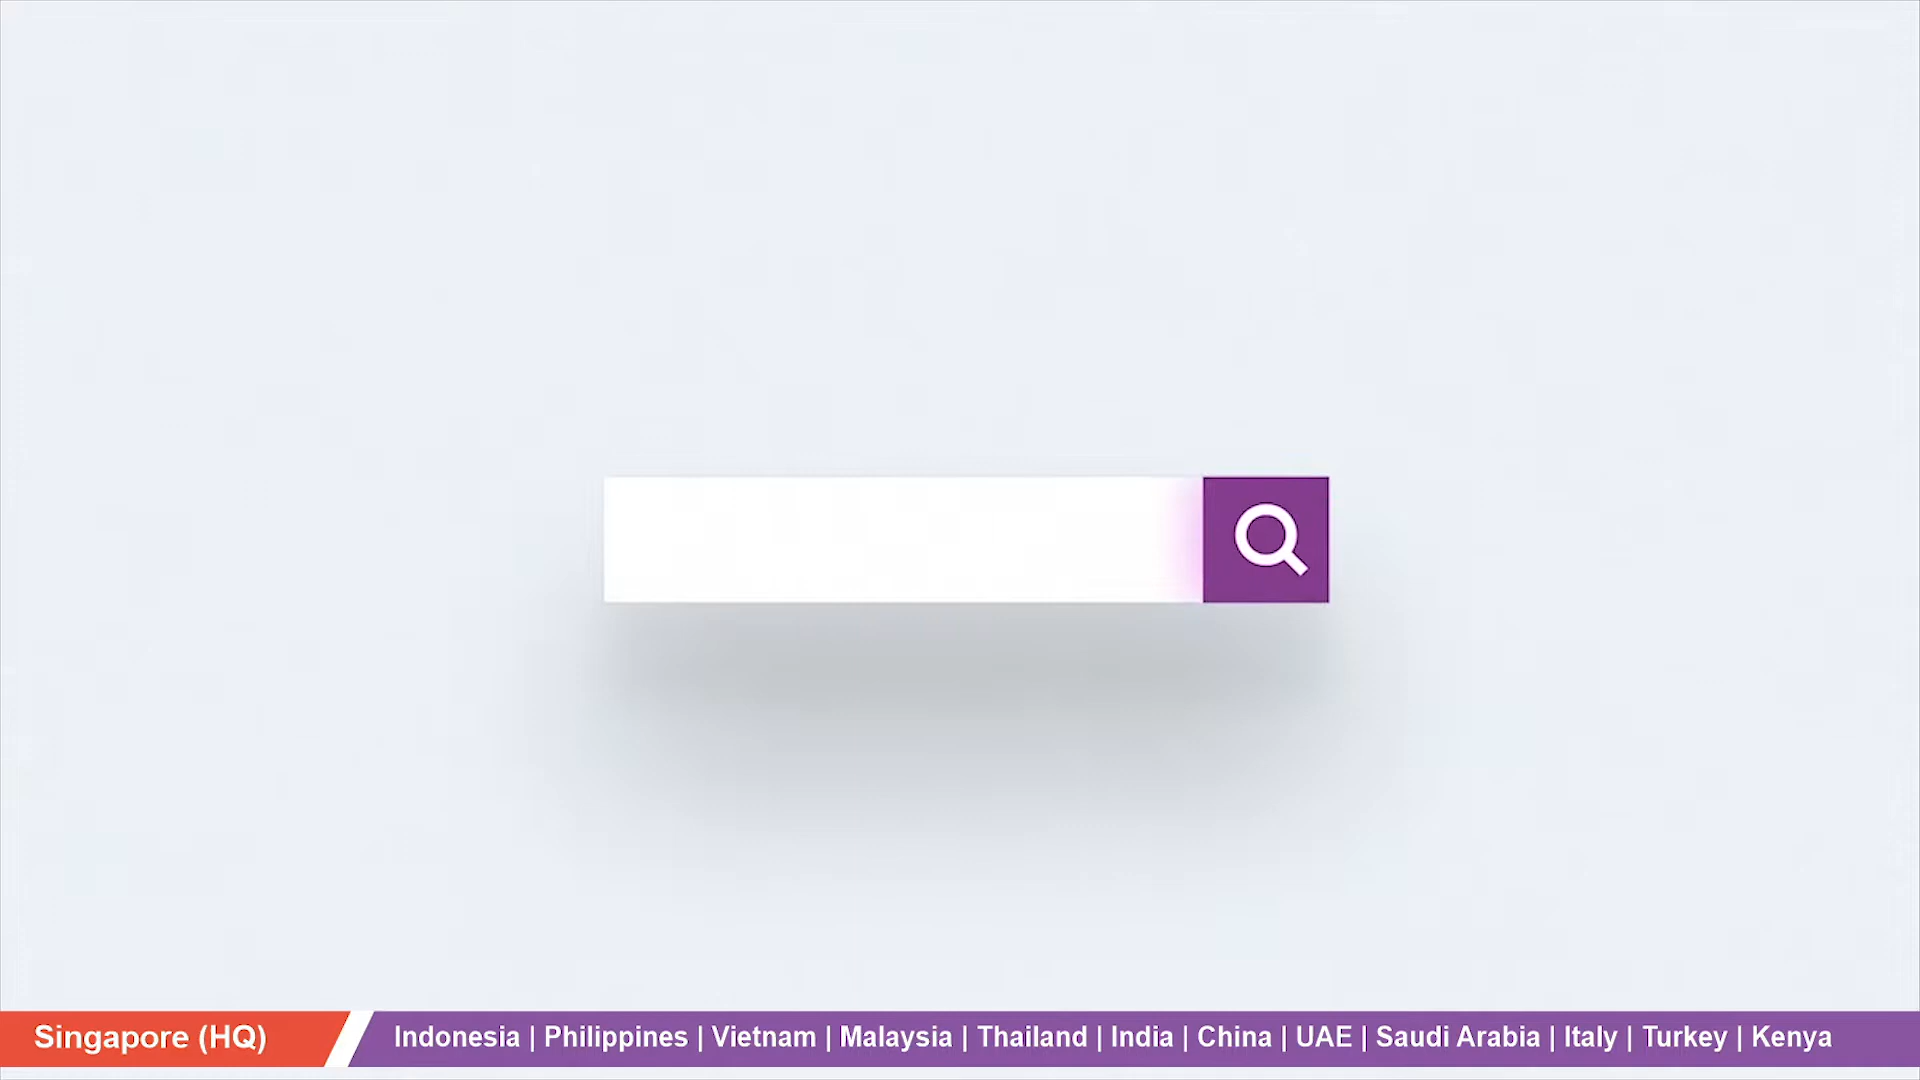 Singapore (HQ)
Indonesia | Philippines | Vietnam | Malaysia | Thailand | India | China | UAE | Saudi Arabia | Italy | Turkey | Kenya